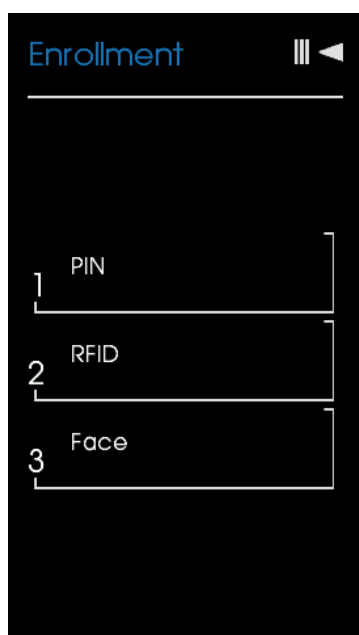 Enrollment
PIN
1
RFID
2
Face
3